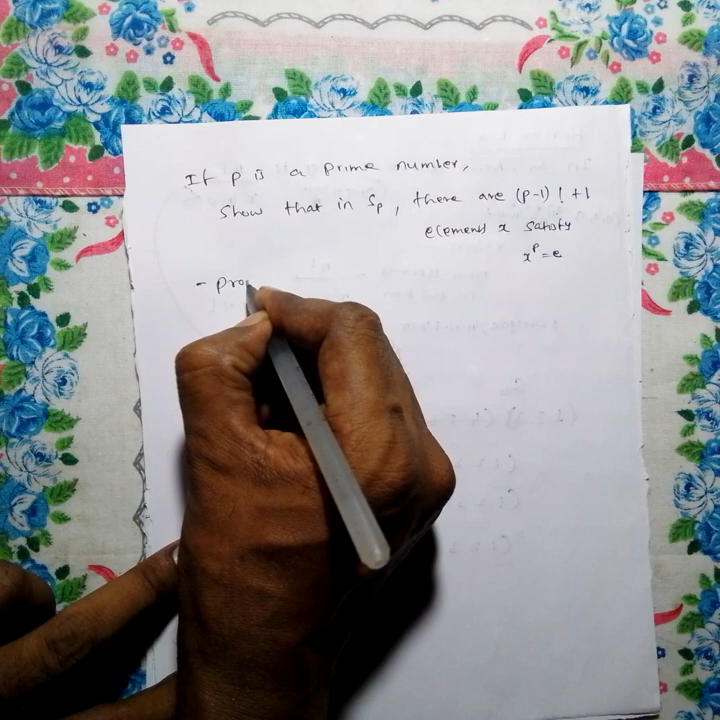 If p is a prime number,
Show that in Sp, there are (p-1)! +1
elements x satisfy
x^p = e
- Pro